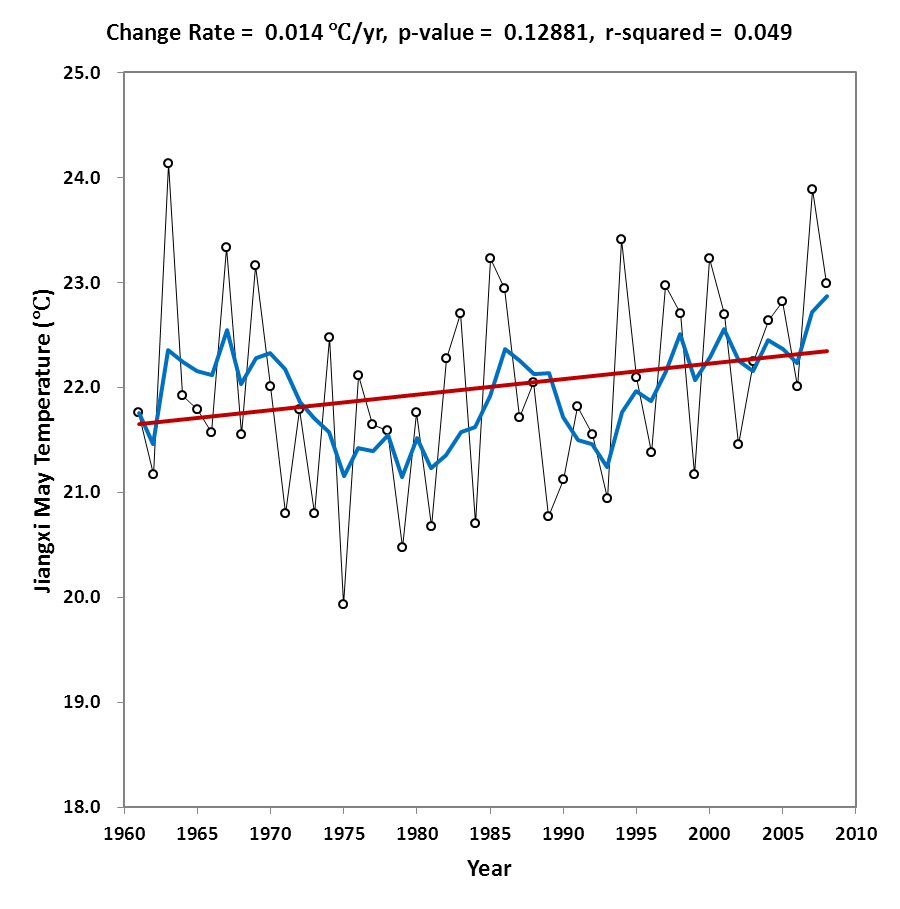 Change Rate = 0.014 ℃/yr, p-value = 0.12881, r-squared = 0.049
25.0
24.0
23.0
22.0
21.0
20.0
19.0
18.0
Jiangxi May Temperature (℃)
1960 1965 1970 1975 1980 1985 1990 1995 2000 2005 2010
Year